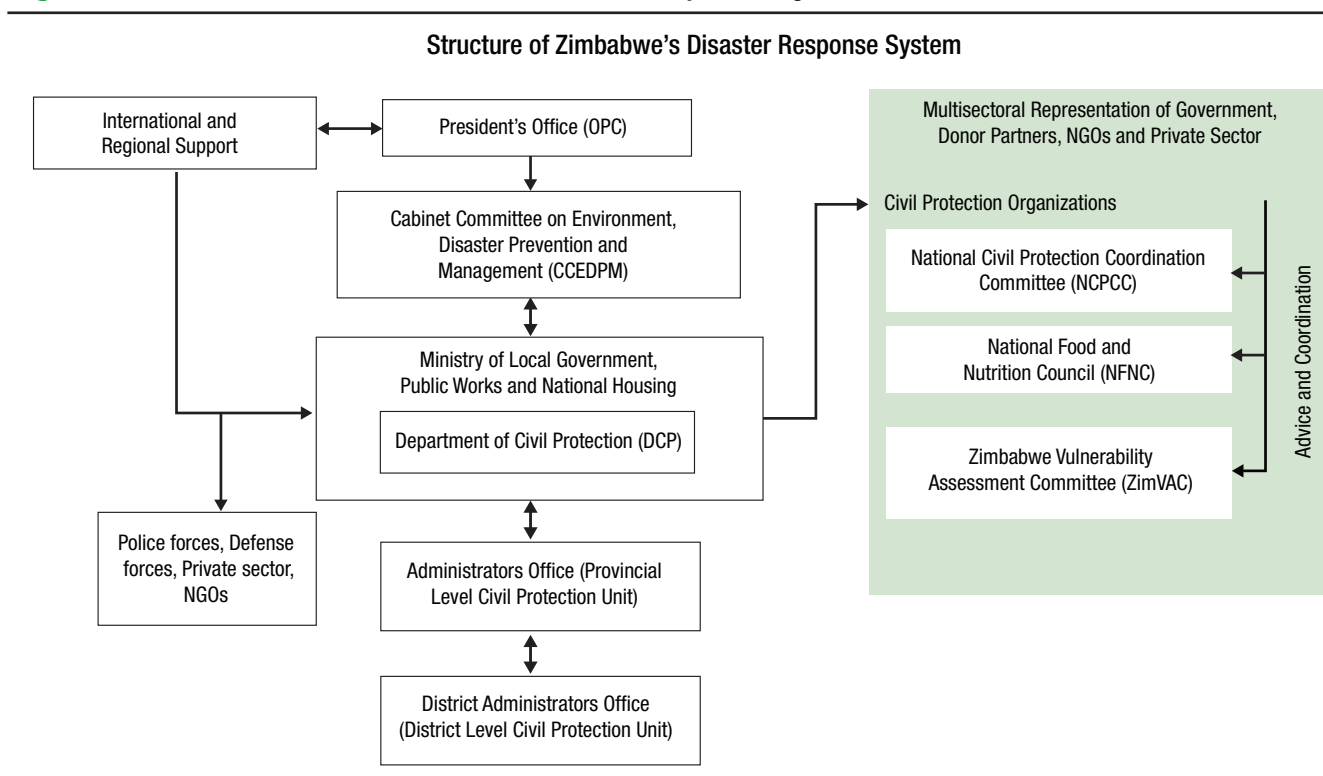 Structure of Zimbabwe's Disaster Response System
International and
Regional Support
President's Office (OPC)
Cabinet Committee on Environment,
Disaster Prevention and
Management (CCEDPM)
Ministry of Local Government,
Public Works and National Housing
Department of Civil Protection (DCP)
Police forces, Defense
forces, Private sector,
NGOs
Administrators Office (Provincial
Level Civil Protection Unit)
District Administrators Office
(District Level Civil Protection Unit)
Multisectoral Representation of Government,
Donor Partners, NGOs and Private Sector
Civil Protection Organizations
National Civil Protection Coordination
Committee (NCPCC)
National Food and
Nutrition Council (NFNC)
Zimbabwe Vulnerability
Assessment Committee (ZimVAC)
Advice and Coordination